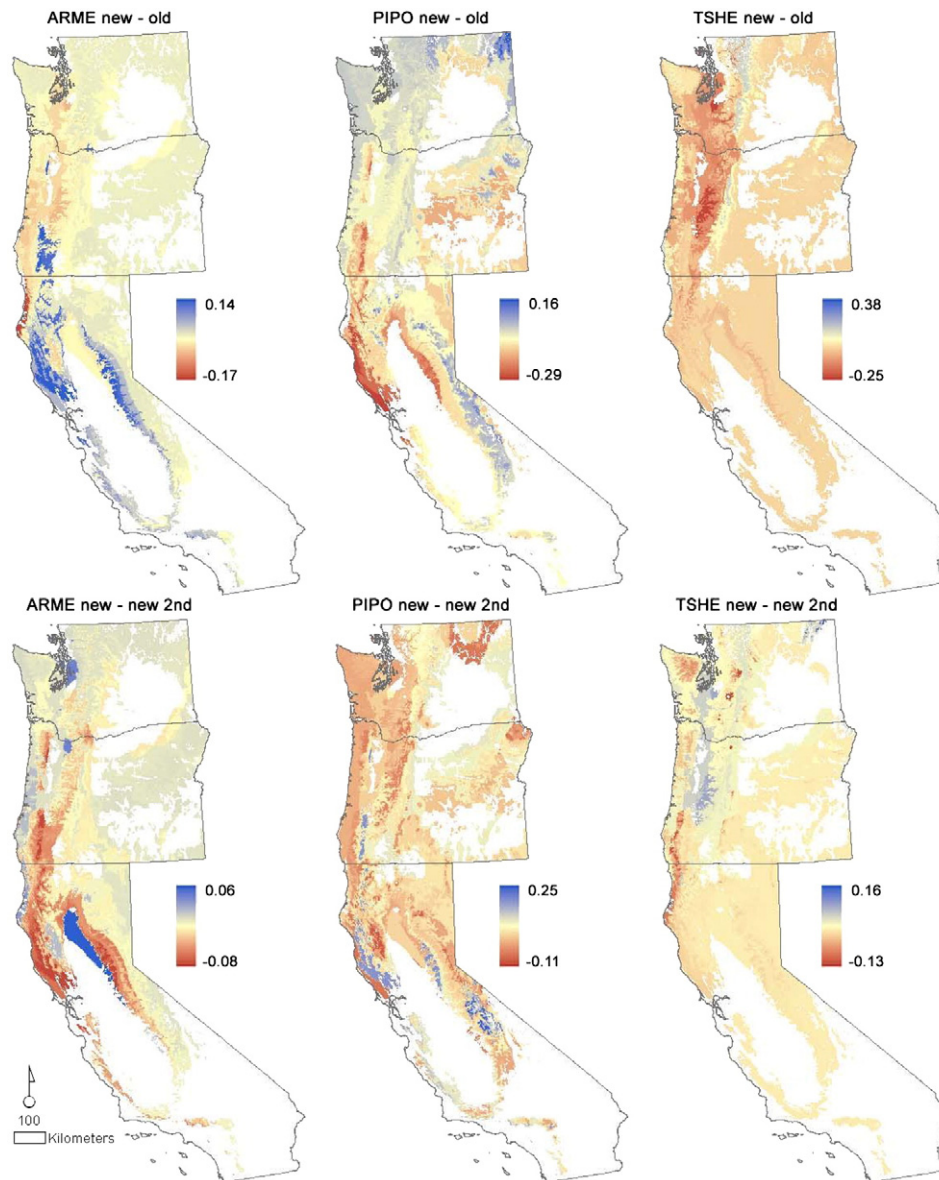 ARME new - old
PIPO new - old
TSHE new - old
0.14
-0.17
0.16
-0.29
0.38
-0.25
ARME new - new 2nd
PIPO new - new 2nd
TSHE new - new 2nd
0.06
-0.08
0.25
-0.11
0.16
-0.13
100
Kilometers